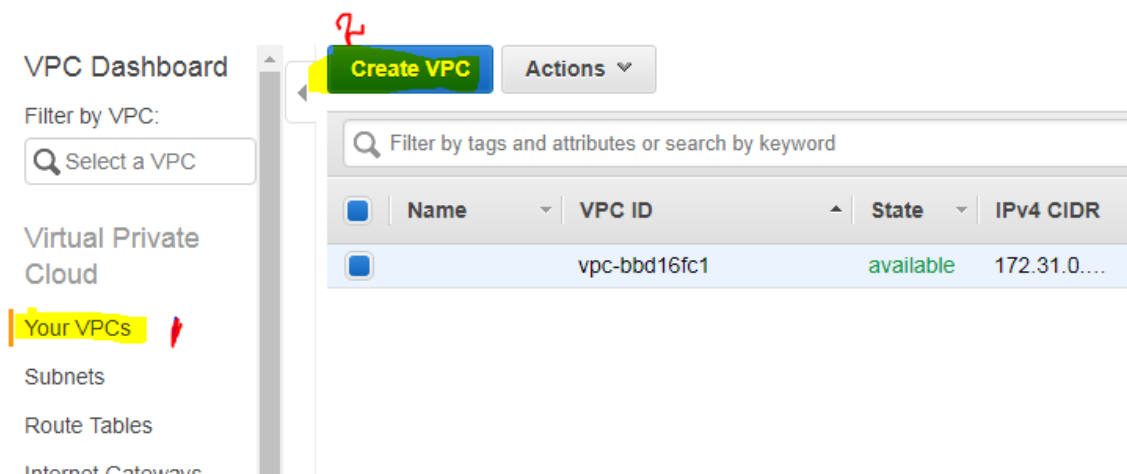 2
VPC Dashboard
Filter by VPC:
Select a VPC
Virtual Private
Cloud
Your VPCs 1
Subnets
Route Tables
Internet Gateways
Create VPC Actions
Filter by tags and attributes or search by keyword
Name VPC ID State IPv4 CIDR
vpc-bbd16fc1 available 172.31.0....